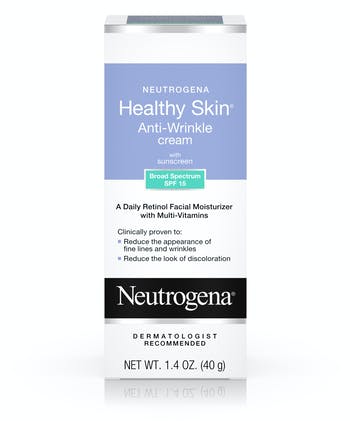 NEUTROGENA
Healthy Skin®
Anti-Wrinkle
cream
with
sunscreen
Broad Spectrum
SPF 15
A Daily Retinol Facial Moisturizer
with Multi-Vitamins
Clinically proven to:
▪ Reduce the appearance of
fine lines and wrinkles
▪ Reduce the look of discoloration
Neutrogena®
DERMATOLOGIST
RECOMMENDED
NET WT. 1.4 OZ. (40 g)